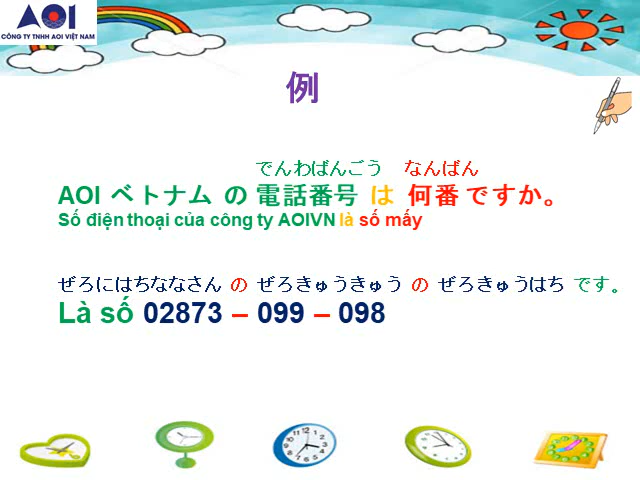 AOI
CÔNG TY TNHH AOI VIỆT NAM
例
でんわばんごう なんばん
AOI ベトナム の 電話番号 は 何番 ですか。
Số điện thoại của công ty AOIVN là số mấy
ぜろにはちななさん の ぜろきゅうきゅう の ぜろきゅうはち です。
Là số 02873 – 099 – 098